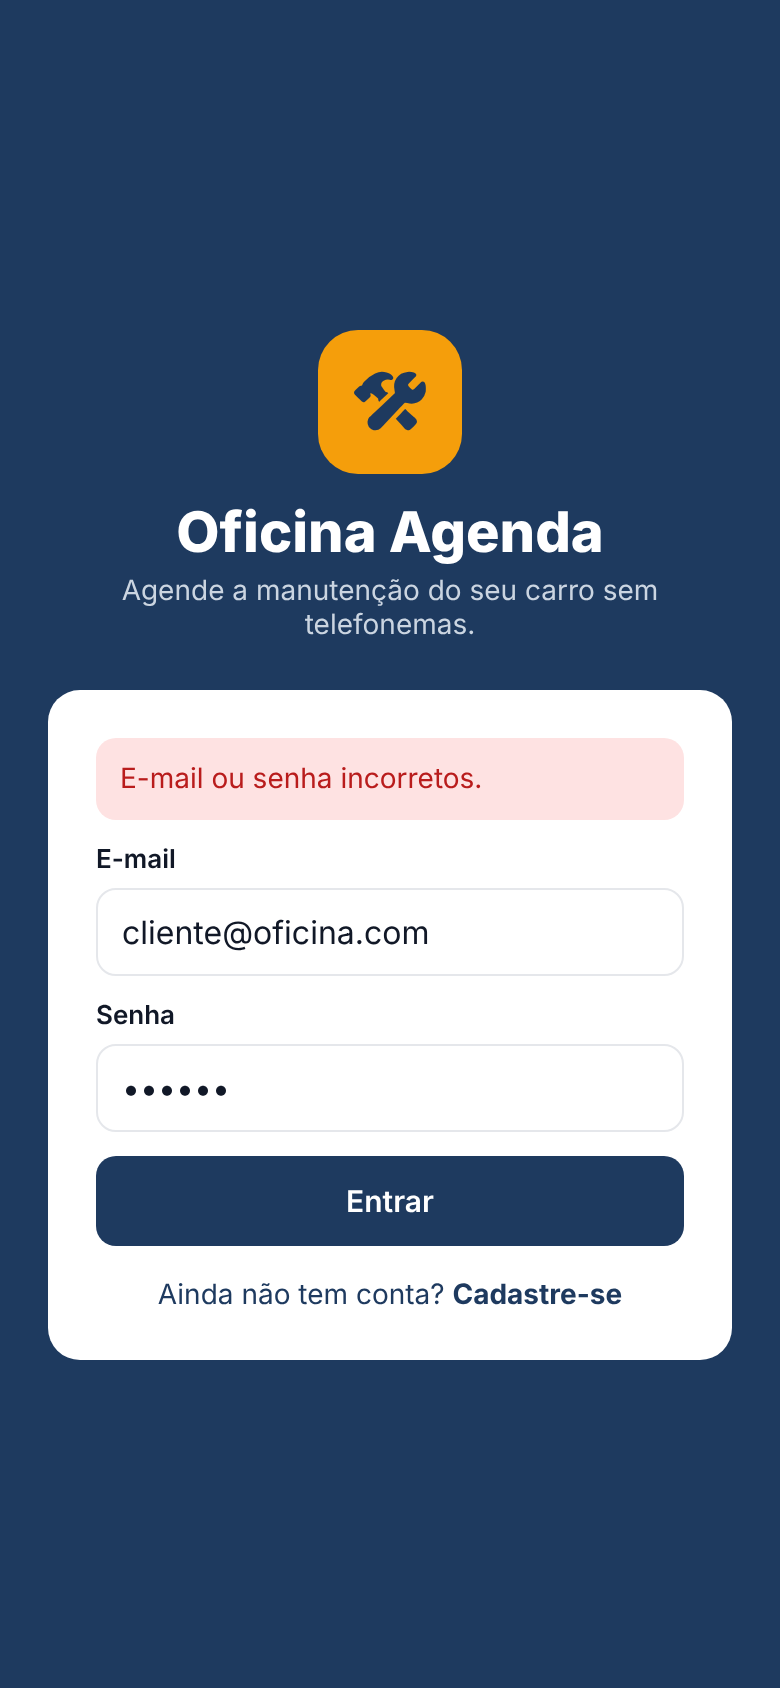 Oficina Agenda
Agende a manutenção do seu carro sem
telefonemas.
E-mail ou senha incorretos.
E-mail
cliente@oficina.com
Senha
••••••
Entrar
Ainda não tem conta? Cadastre-se